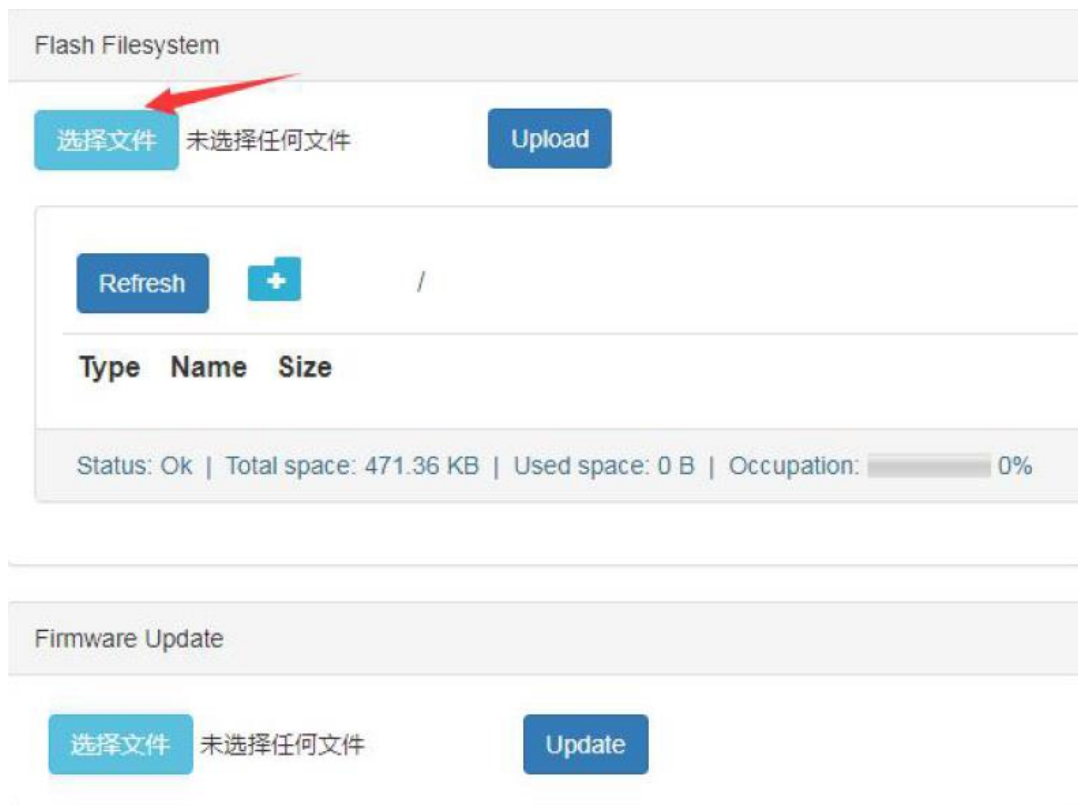 Flash Filesystem
选择文件 未选择任何文件 Upload
Refresh /
Type Name Size
Status: Ok | Total space: 471.36 KB | Used space: 0 B | Occupation: 0%
Firmware Update
选择文件 未选择任何文件 Update